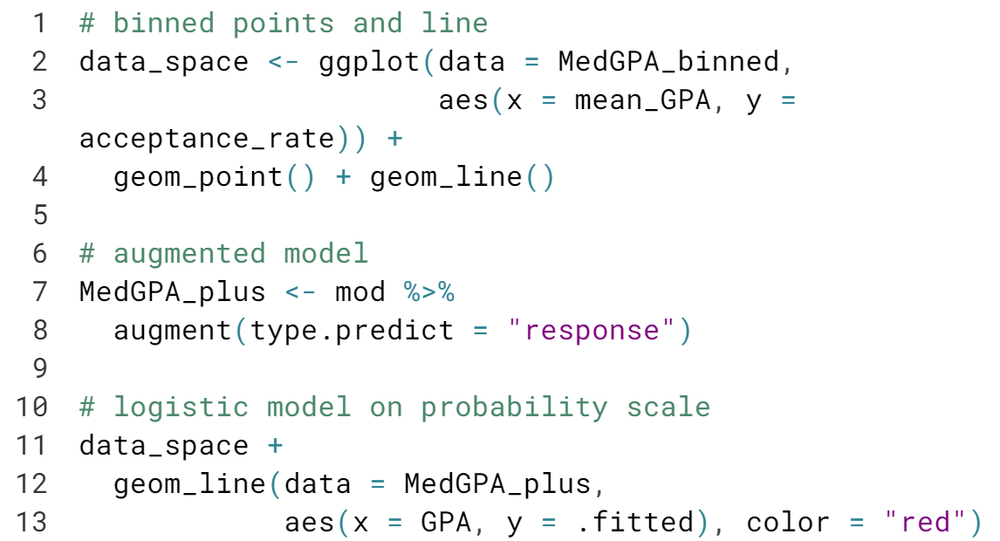 1 # binned points and line
2 data_space <- ggplot(data = MedGPA_binned,
3                      aes(x = mean_GPA, y =
acceptance_rate)) +
4   geom_point() + geom_line()
5
6 # augmented model
7 MedGPA_plus <- mod %>%
8   augment(type.predict = "response")
9
10 # logistic model on probability scale
11 data_space +
12   geom_line(data = MedGPA_plus,
13             aes(x = GPA, y = .fitted), color = "red")